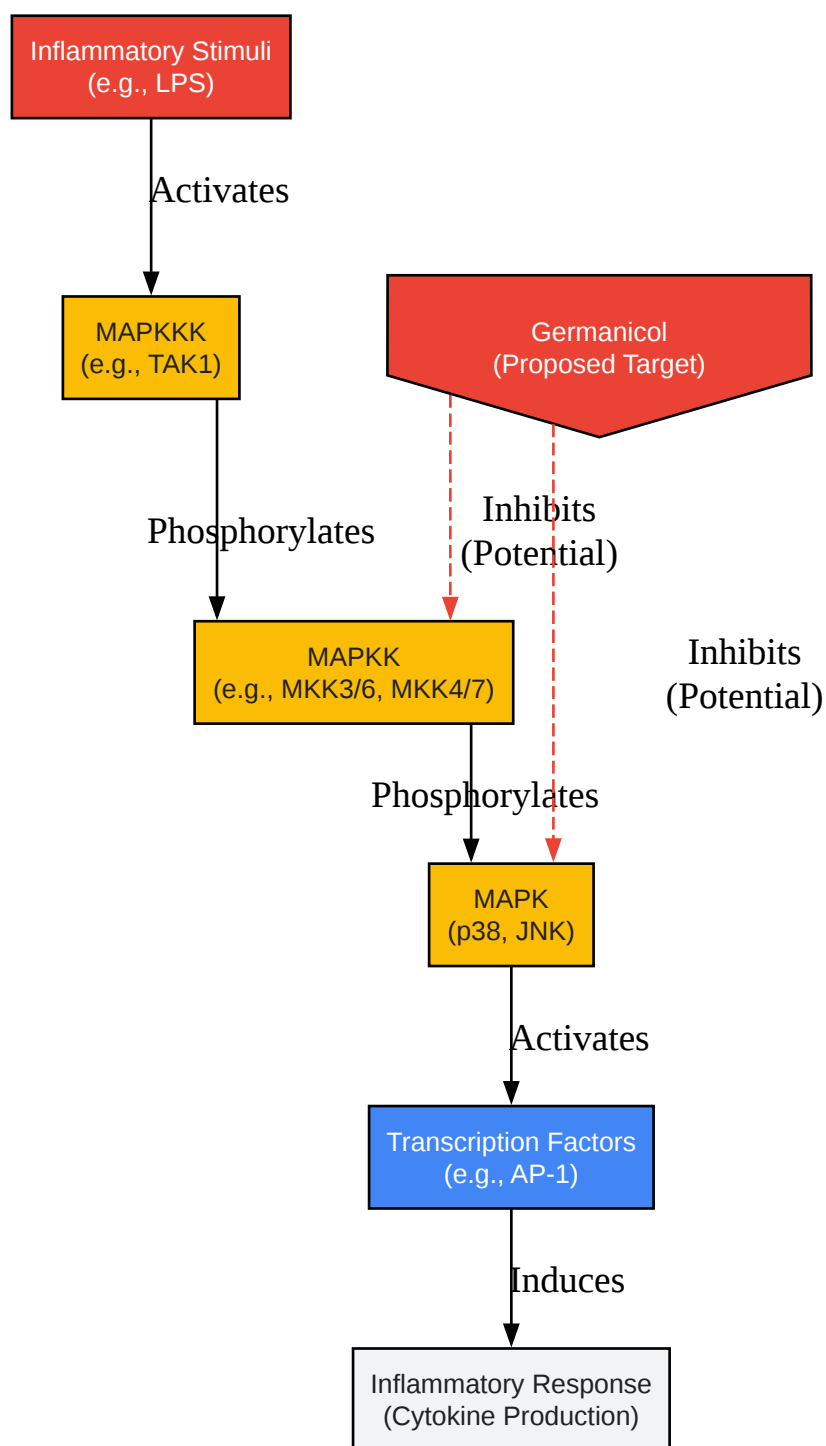 Inflammatory Stimuli
(e.g., LPS)
Activates
MAPKKK
(e.g., TAK1)
Germanicol
(Proposed Target)
Phosphorylates
Inhibits
(Potential)
MAPKK
(e.g., MKK3/6, MKK4/7)
Inhibits
(Potential)
Phosphorylates
MAPK
(p38, JNK)
Activates
Transcription Factors
(e.g., AP-1)
Induces
Inflammatory Response
(Cytokine Production)